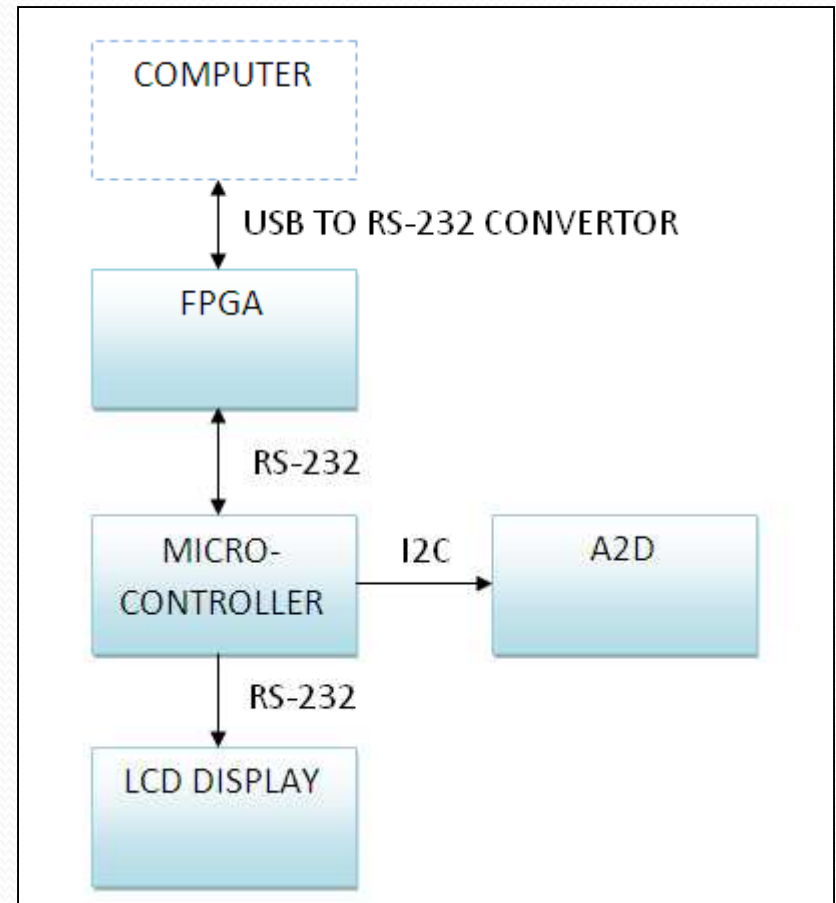 COMPUTER
USB TO RS-232 CONVERTOR
FPGA
RS-232
MICRO-
CONTROLLER
I2C
A2D
RS-232
LCD DISPLAY